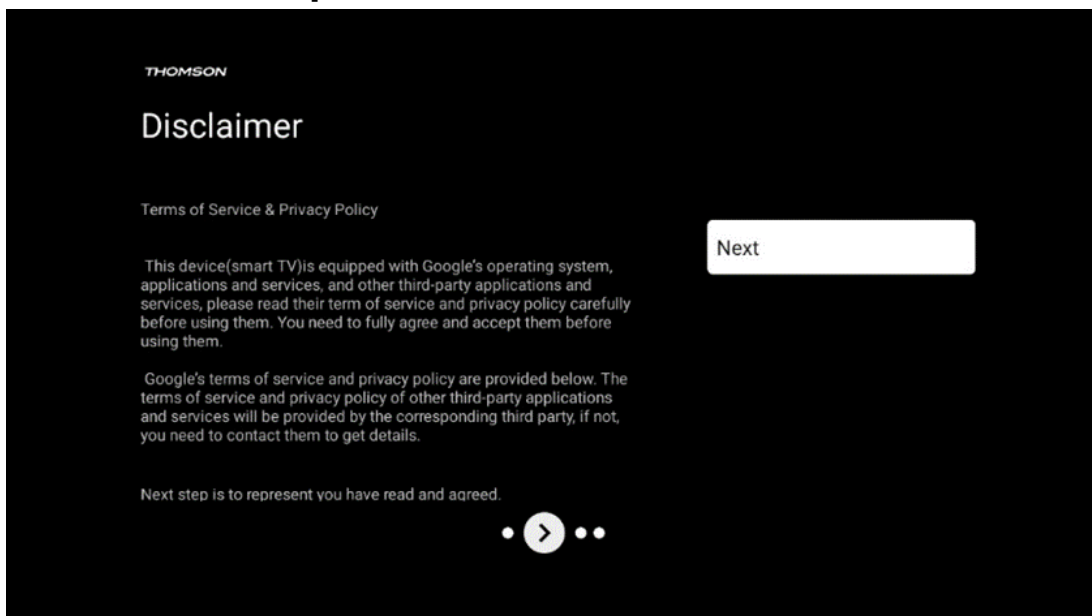 THOMSON
Disclaimer
Terms of Service & Privacy Policy
This device(smart TV)is equipped with Google's operating system,
applications and services, and other third-party applications and
services, please read their term of service and privacy policy carefully
before using them. You need to fully agree and accept them before
using them.
Google's terms of service and privacy policy are provided below. The
terms of service and privacy policy of other third-party applications
and services will be provided by the corresponding third party, if not,
you need to contact them to get details.
Next step is to represent you have read and agreed.
Next